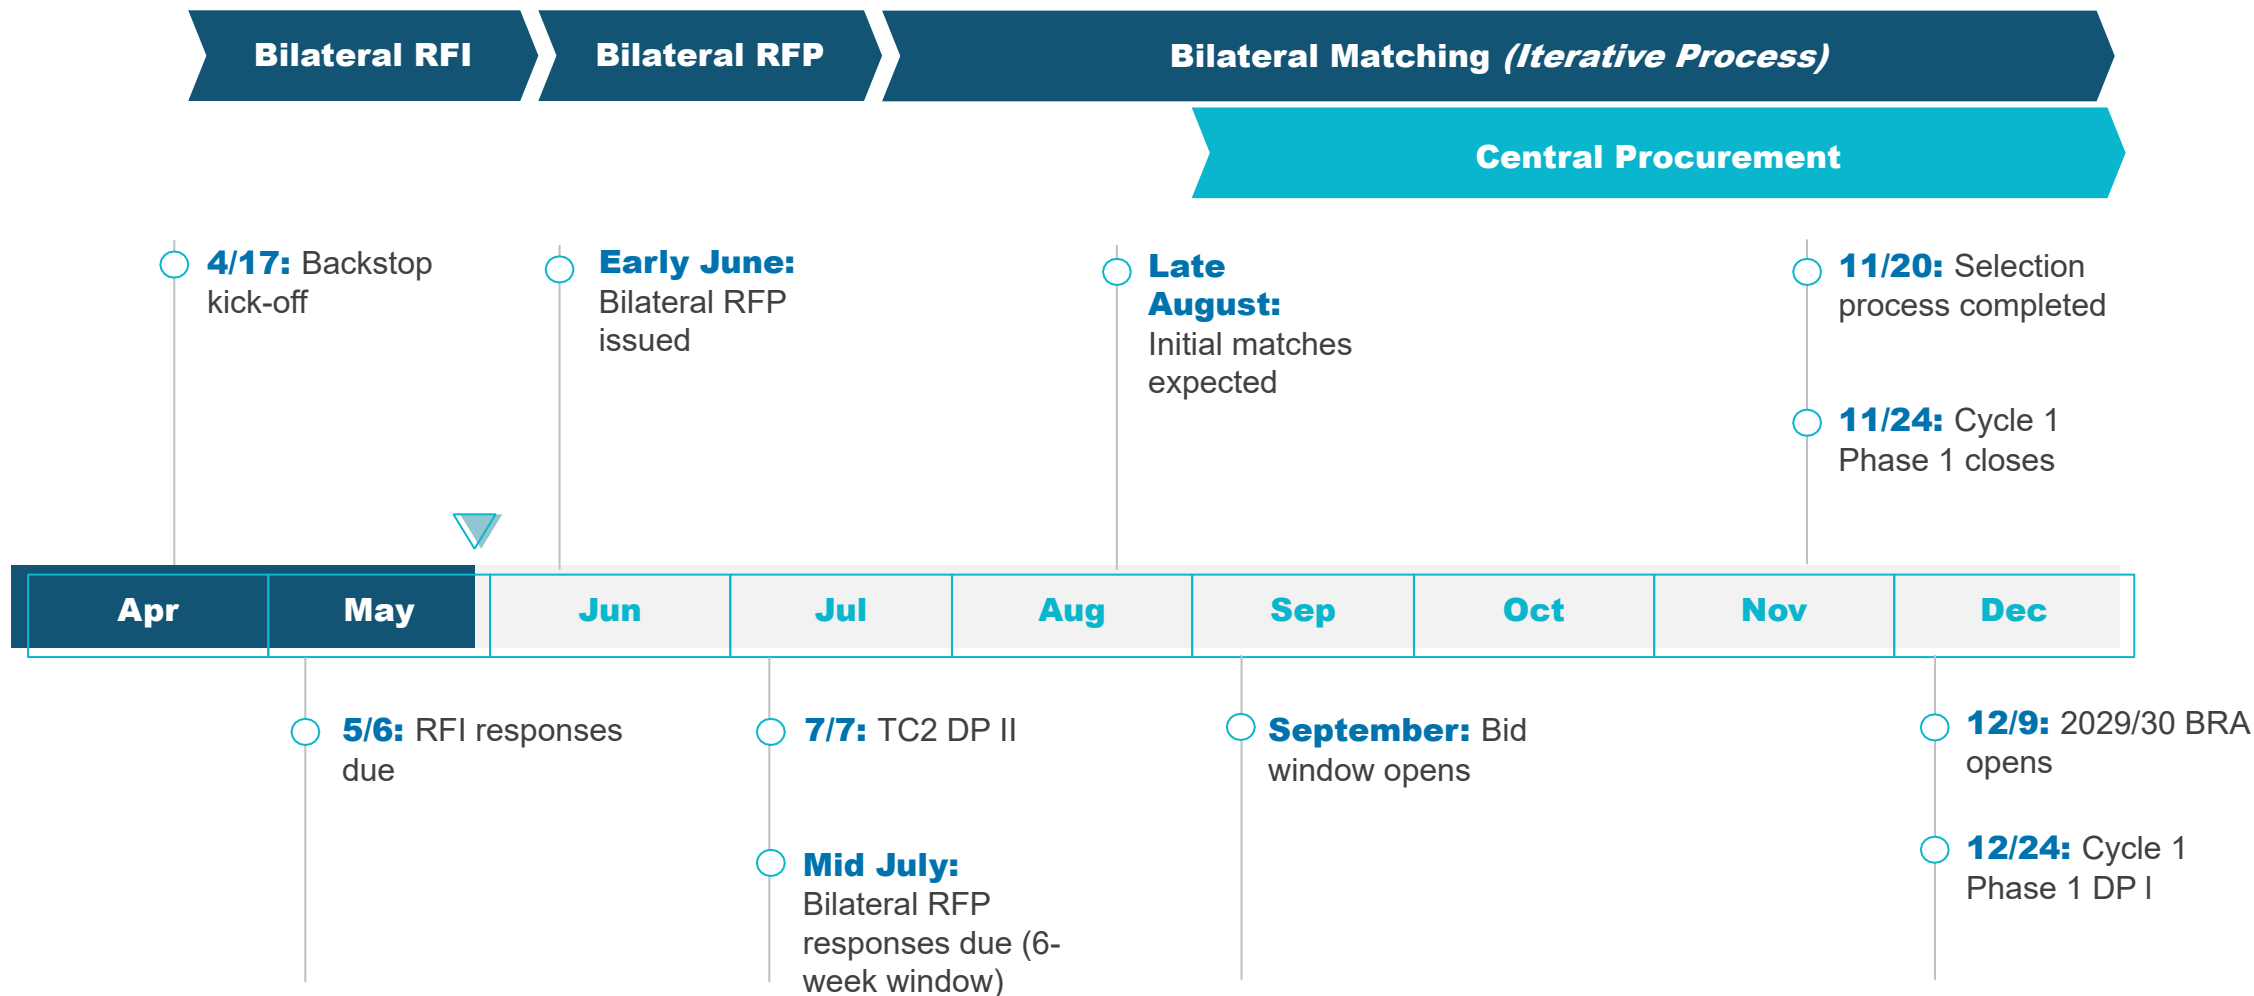 Bilateral RFI
Bilateral RFP
Bilateral Matching (Iterative Process)
Central Procurement
4/17: Backstop
kick-off
Early June:
Bilateral RFP
issued
Late
August:
Initial matches
expected
11/20: Selection
process completed
11/24: Cycle 1
Phase 1 closes
Apr
May
Jun
Jul
Aug
Sep
Oct
Nov
Dec
5/6: RFI responses
due
7/7: TC2 DP II
Mid July:
Bilateral RFP
responses due (6-
week window)
September: Bid
window opens
12/9: 2029/30 BRA
opens
12/24: Cycle 1
Phase 1 DP I